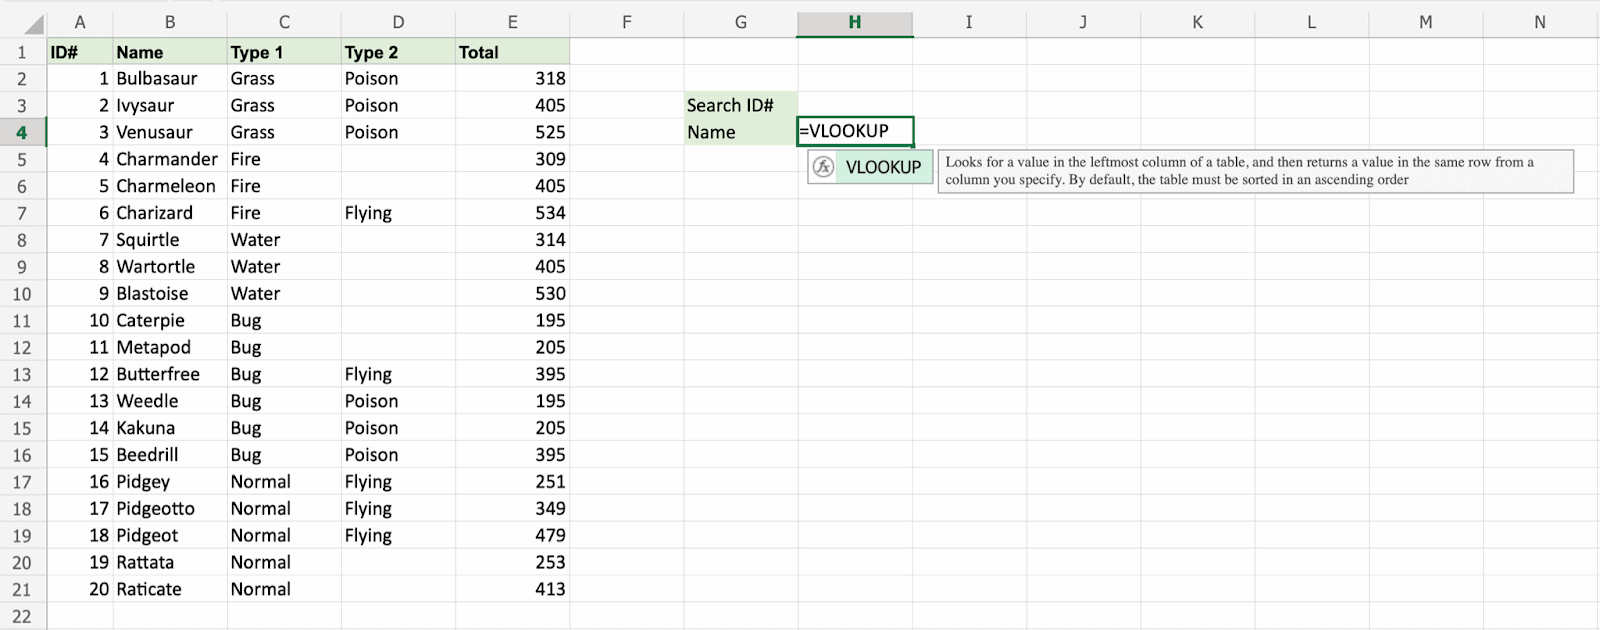 A B C D E F G H I J K L M N
1 ID# Name Type 1 Type 2 Total
2 1 Bulbasaur Grass Poison 318
3 2 Ivysaur Grass Poison 405 Search ID#
4 3 Venusaur Grass Poison 525 Name =VLOOKUP
5 4 Charmander Fire 309 VLOOKUP Looks for a value in the leftmost column of a table, and then returns a value in the same row from a
6 5 Charmeleon Fire 405 column you specify. By default, the table must be sorted in an ascending order
7 6 Charizard Fire Flying 534
8 7 Squirtle Water 314
9 8 Wartortle Water 405
10 9 Blastoise Water 530
11 10 Caterpie Bug 195
12 11 Metapod Bug 205
13 12 Butterfree Bug Flying 395
14 13 Weedle Bug Poison 195
15 14 Kakuna Bug Poison 205
16 15 Beedrill Bug Poison 395
17 16 Pidgey Normal Flying 251
18 17 Pidgeotto Normal Flying 349
19 18 Pidgeot Normal Flying 479
20 19 Rattata Normal 253
21 20 Raticate Normal 413
22